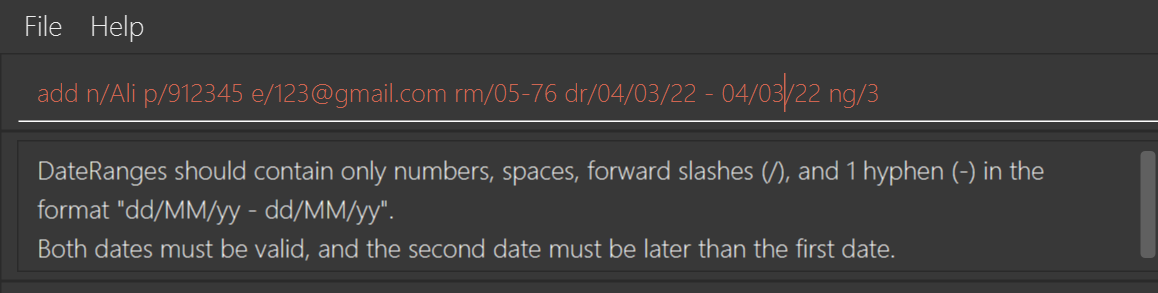 File Help
add n/Ali p/912345 e/123@gmail.com rm/05-76 dr/04/03/22 - 04/03/22 ng/3
DateRanges should contain only numbers, spaces, forward slashes (/), and 1 hyphen (-) in the
format "dd/MM/yy - dd/MM/yy".
Both dates must be valid, and the second date must be later than the first date.